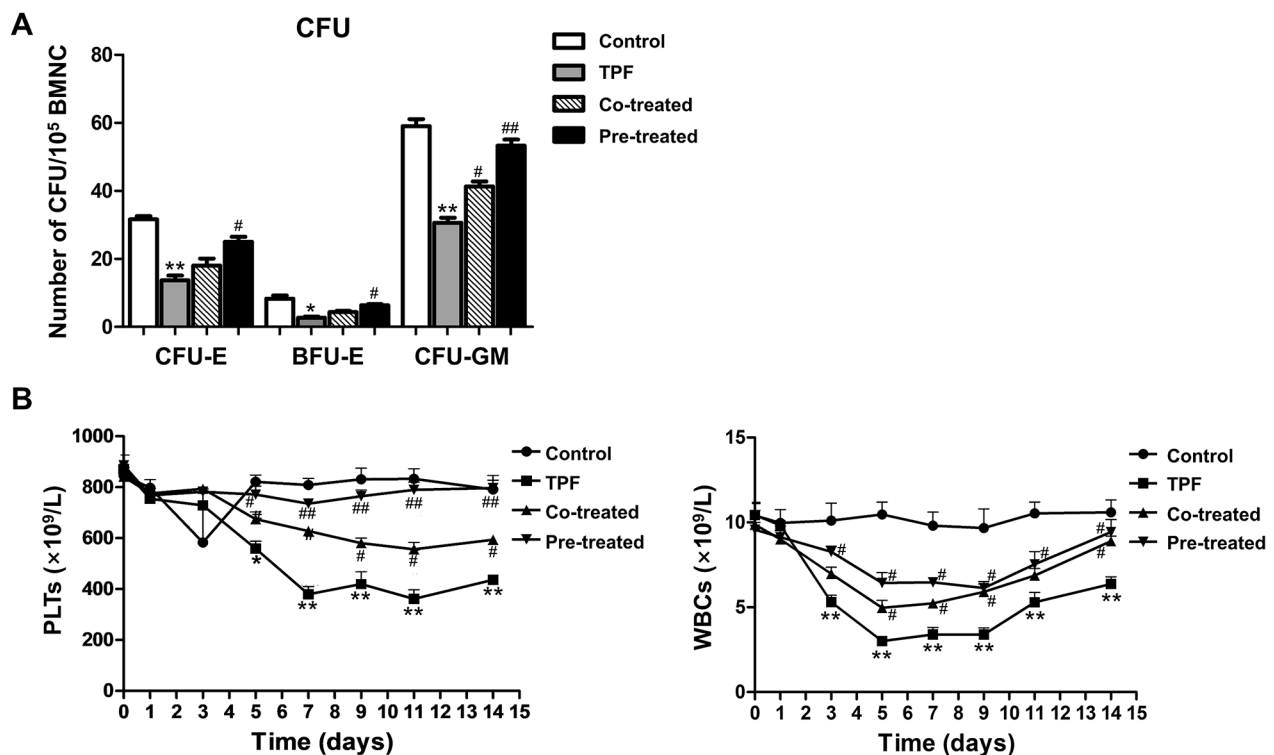 A
CFU
Number of CFU/10⁵ BMNC
80
60
40
20
0
**
#
*
#
**
#
##
CFU-E
BFU-E
CFU-GM
Control
TPF
Co-treated
Pre-treated
B
PLTs (×10⁹/L)
1000
800
600
400
200
0
#
##
##
##
##
#
#
#
#
#
*
**
**
**
**
0 1 2 3 4 5 6 7 8 9 10 11 12 13 14 15
Time (days)
Control
TPF
Co-treated
Pre-treated
WBCs (×10⁹/L)
15
10
5
0
#
#
#
#
#
#
#
#
#
#
**
**
**
**
**
**
0 1 2 3 4 5 6 7 8 9 10 11 12 13 14 15
Time (days)
Control
TPF
Co-treated
Pre-treated